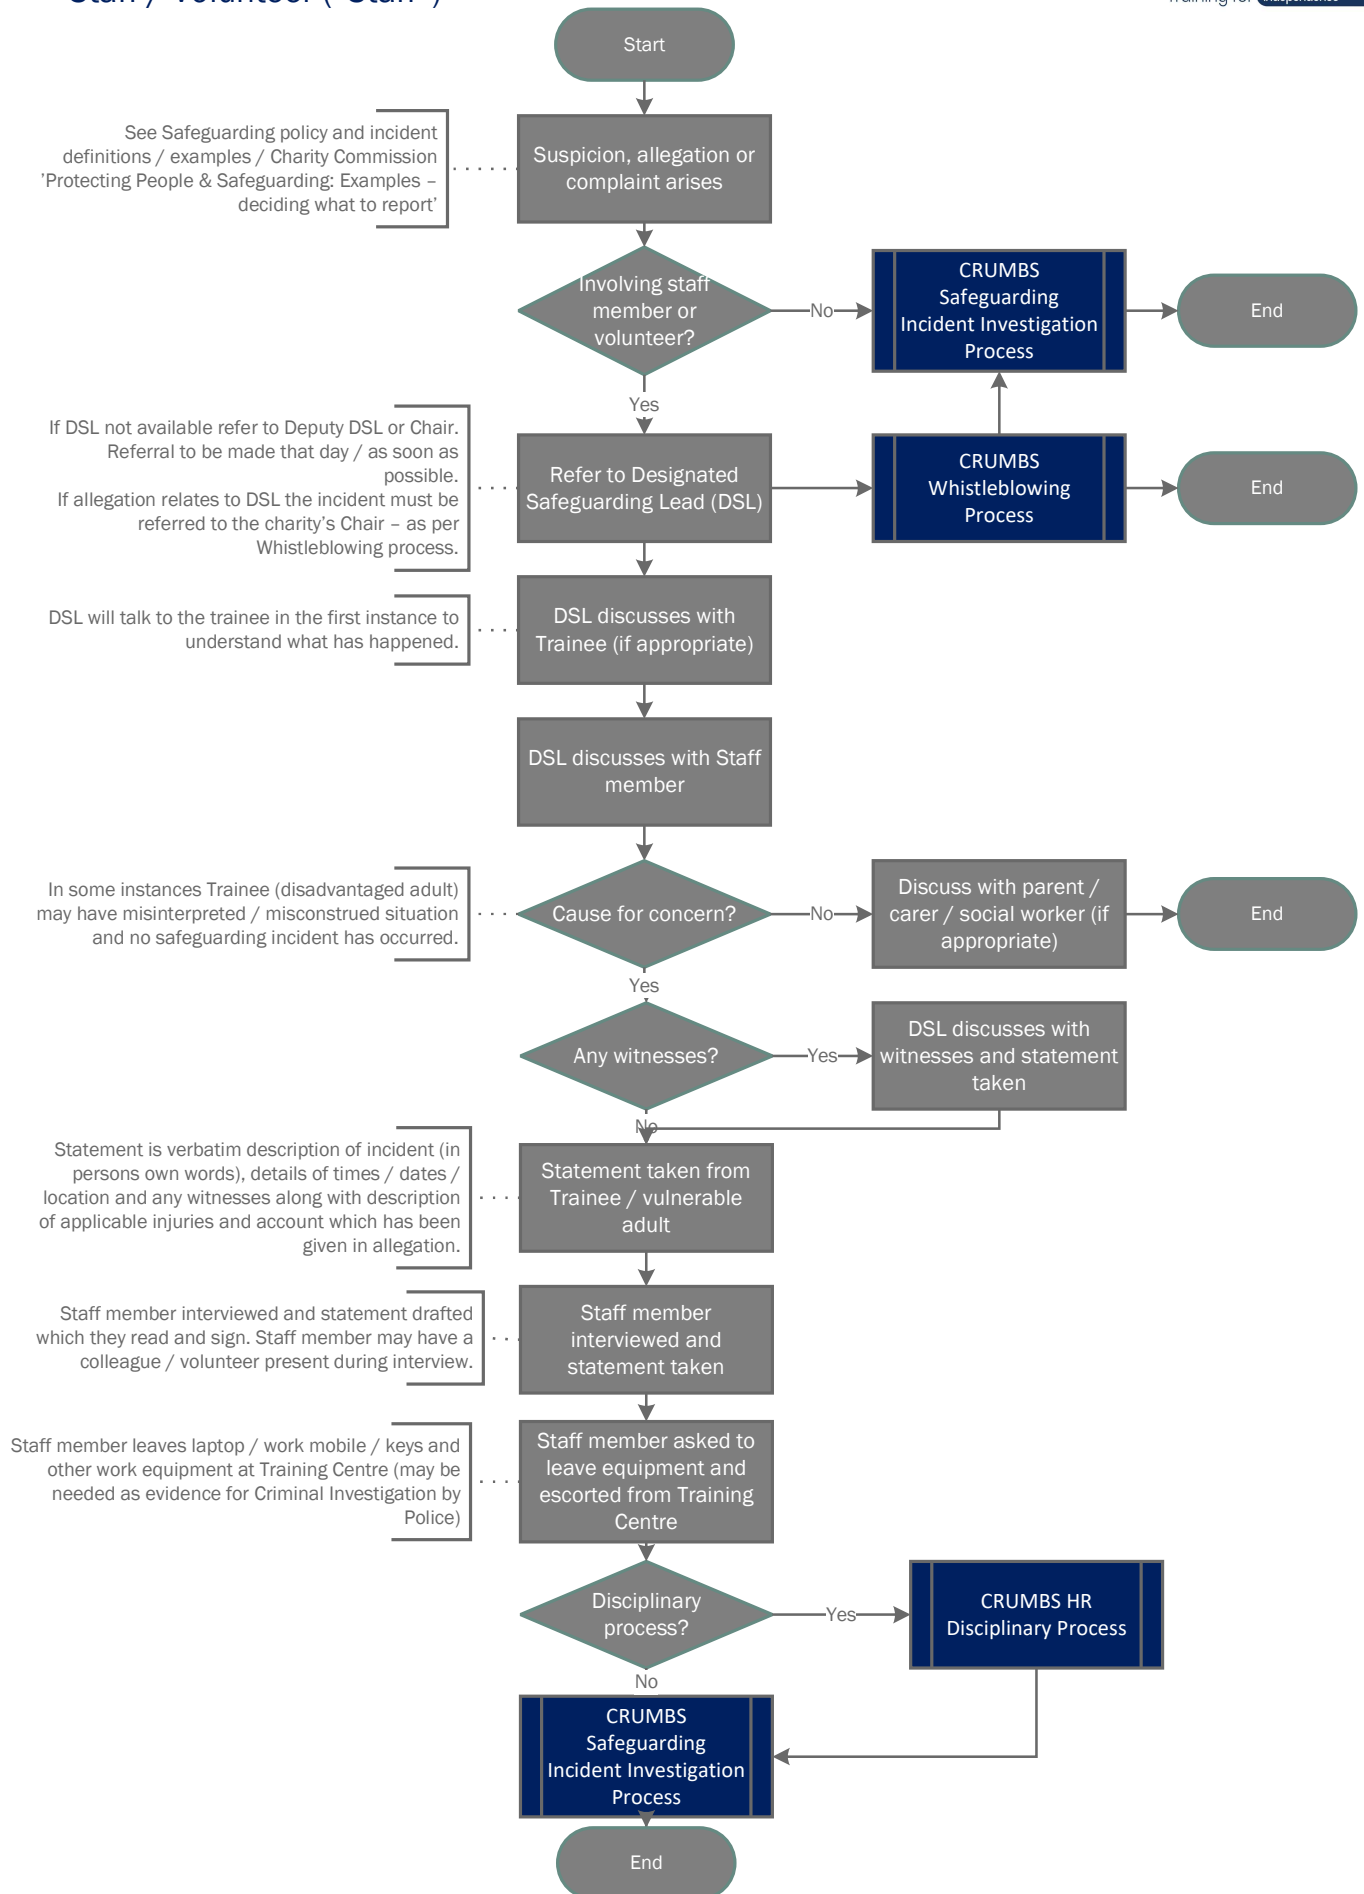 Staff / Volunteer ("Staff")
Training for Independence
Start
See Safeguarding policy and incident
definitions / examples / Charity Commission
'Protecting People & Safeguarding: Examples –
deciding what to report’
Suspicion, allegation or
complaint arises
Involving staff
member or
volunteer?
No
CRUMBS
Safeguarding
Incident Investigation
Process
End
Yes
If DSL not available refer to Deputy DSL or Chair.
Referral to be made that day / as soon as
possible.
If allegation relates to DSL the incident must be
referred to the charity’s Chair – as per
Whistleblowing process.
Refer to Designated
Safeguarding Lead (DSL)
CRUMBS
Whistleblowing
Process
End
DSL will talk to the trainee in the first instance to
understand what has happened.
DSL discusses with
Trainee (if appropriate)
DSL discusses with Staff
member
In some instances Trainee (disadvantaged adult)
may have misinterpreted / misconstrued situation
and no safeguarding incident has occurred.
Cause for concern?
No
Discuss with parent /
carer / social worker (if
appropriate)
End
Yes
Any witnesses?
Yes
DSL discusses with
witnesses and statement
taken
No
Statement is verbatim description of incident (in
persons own words), details of times / dates /
location and any witnesses along with description
of applicable injuries and account which has been
given in allegation.
Statement taken from
Trainee / vulnerable
adult
Staff member interviewed and statement drafted
which they read and sign. Staff member may have a
colleague / volunteer present during interview.
Staff member
interviewed and
statement taken
Staff member leaves laptop / work mobile / keys and
other work equipment at Training Centre (may be
needed as evidence for Criminal Investigation by
Police)
Staff member asked to
leave equipment and
escorted from Training
Centre
Disciplinary
process?
Yes
CRUMBS HR
Disciplinary Process
No
CRUMBS
Safeguarding
Incident Investigation
Process
End